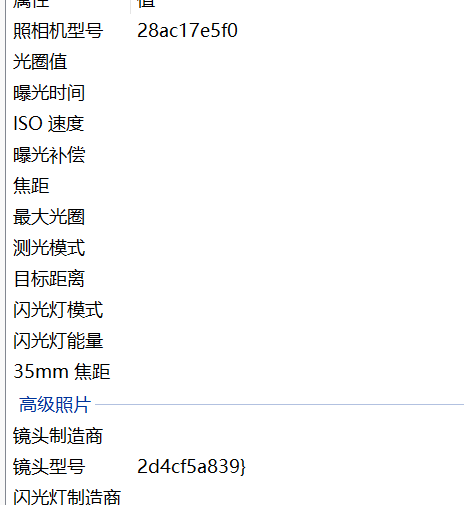 属性 值
照相机型号 28ac17e5f0
光圈值
曝光时间
ISO 速度
曝光补偿
焦距
最大光圈
测光模式
目标距离
闪光灯模式
闪光灯能量
35mm 焦距
高级照片
镜头制造商
镜头型号 2d4cf5a839}
闪光灯制造商